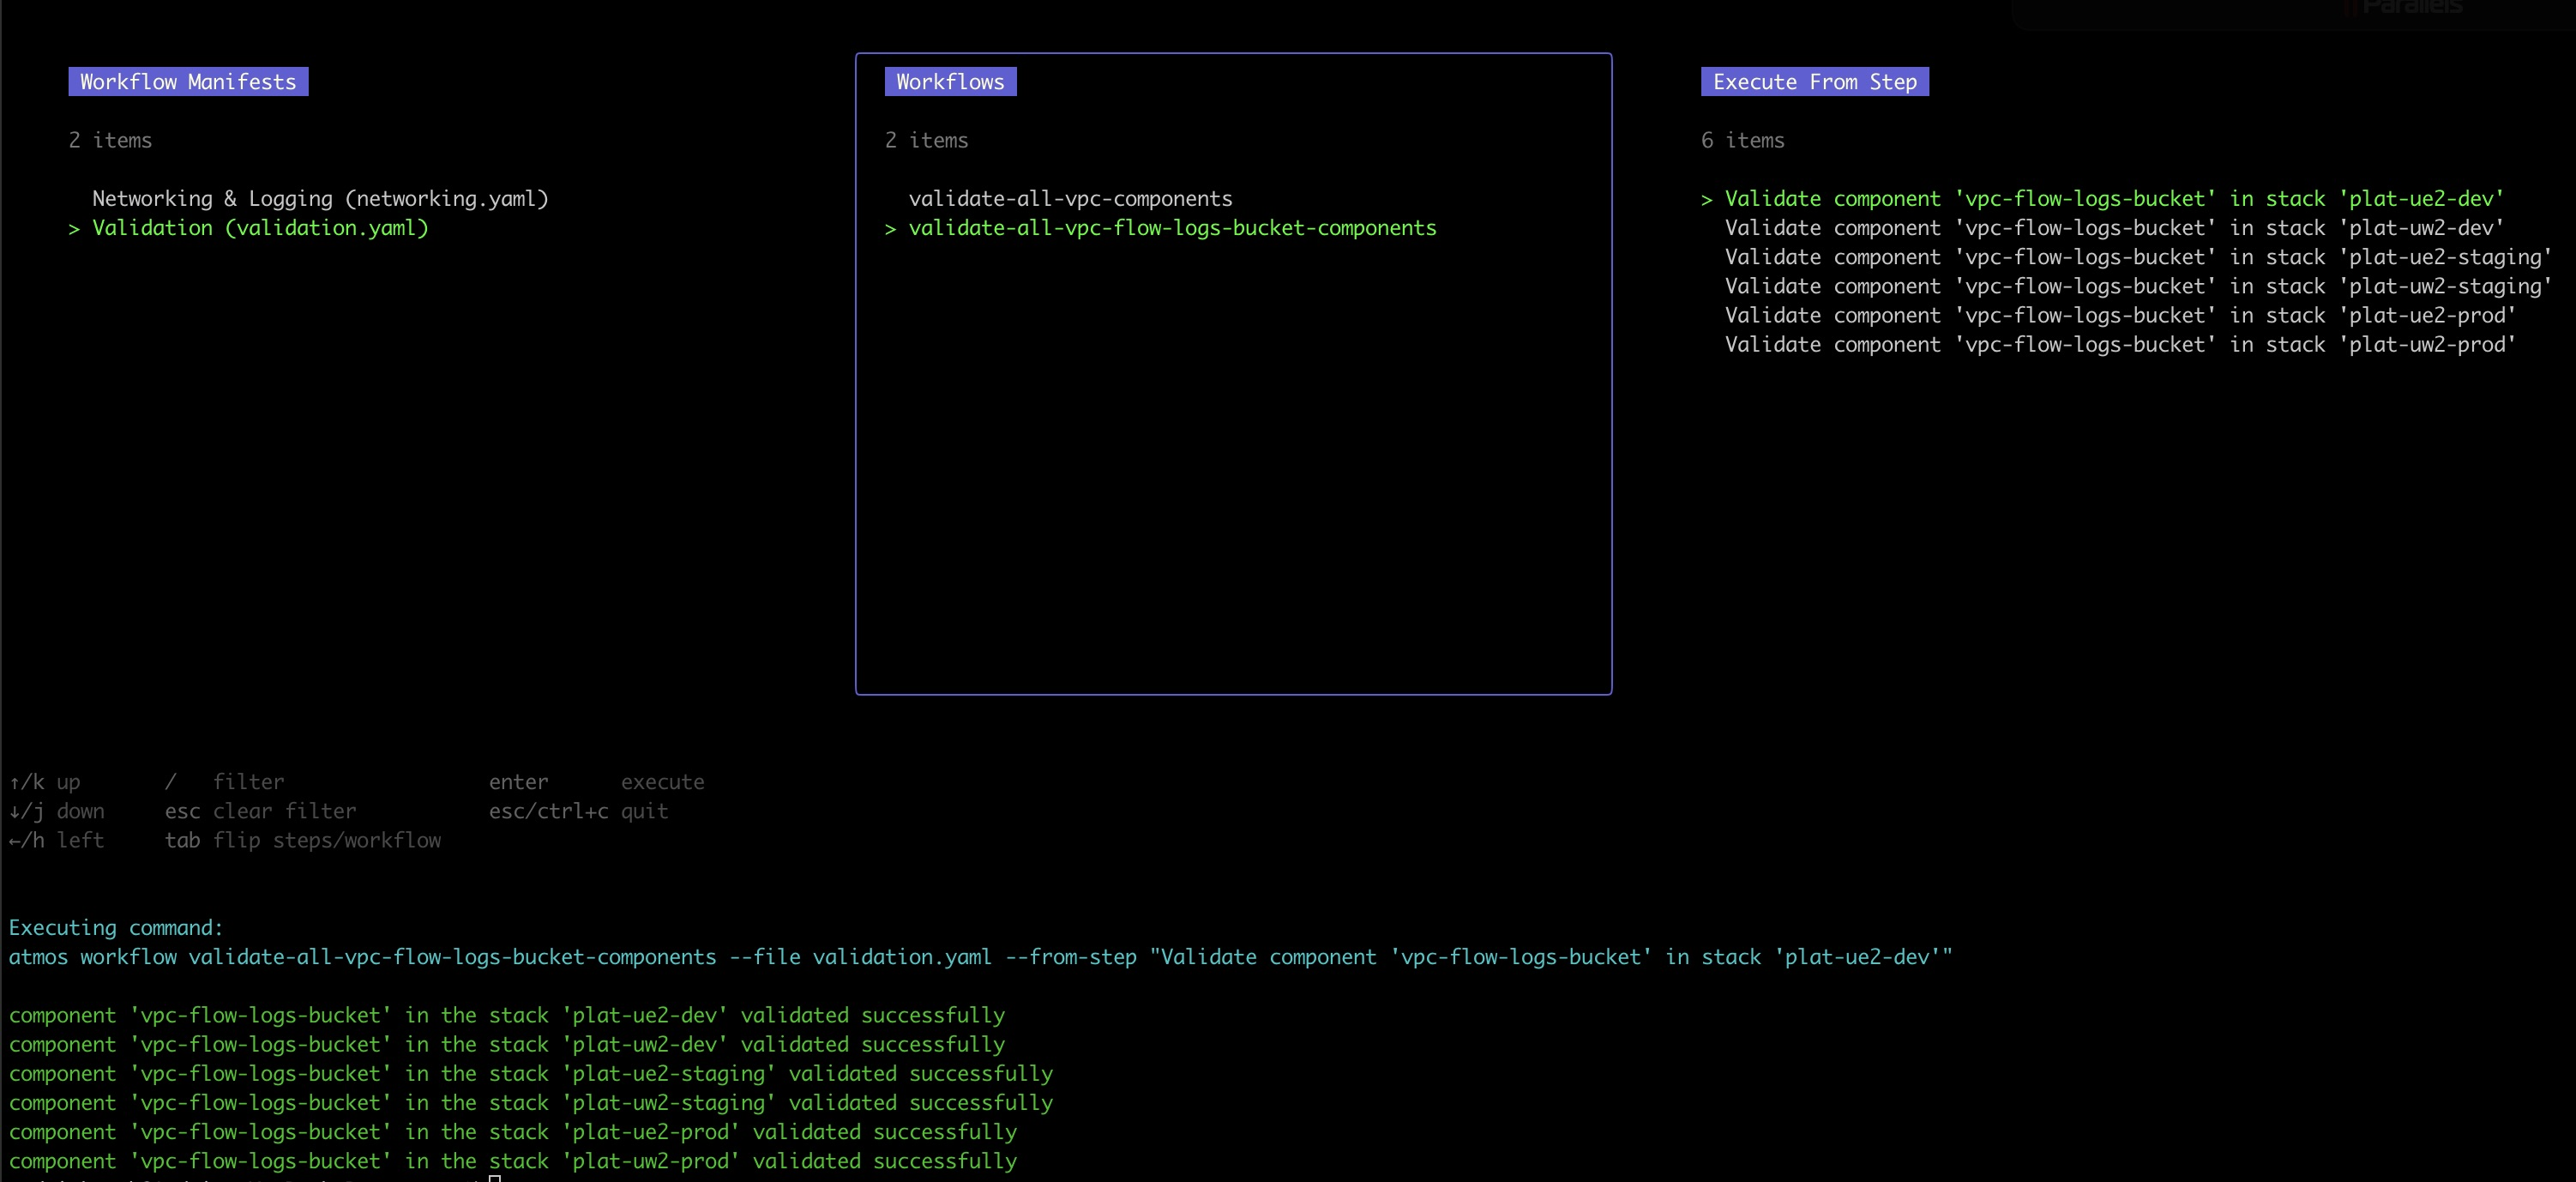 Parallels
Workflow Manifests
2 items
Networking & Logging (networking.yaml)
> Validation (validation.yaml)
Workflows
2 items
validate-all-vpc-components
> validate-all-vpc-flow-logs-bucket-components
Execute From Step
6 items
> Validate component 'vpc-flow-logs-bucket' in stack 'plat-ue2-dev'
Validate component 'vpc-flow-logs-bucket' in stack 'plat-uw2-dev'
Validate component 'vpc-flow-logs-bucket' in stack 'plat-ue2-staging'
Validate component 'vpc-flow-logs-bucket' in stack 'plat-uw2-staging'
Validate component 'vpc-flow-logs-bucket' in stack 'plat-ue2-prod'
Validate component 'vpc-flow-logs-bucket' in stack 'plat-uw2-prod'
↑/k up / filter enter execute
↓/j down esc clear filter esc/ctrl+c quit
←/h left tab flip steps/workflow
Executing command:
atmos workflow validate-all-vpc-flow-logs-bucket-components --file validation.yaml --from-step "Validate component 'vpc-flow-logs-bucket' in stack 'plat-ue2-dev'"
component 'vpc-flow-logs-bucket' in the stack 'plat-ue2-dev' validated successfully
component 'vpc-flow-logs-bucket' in the stack 'plat-uw2-dev' validated successfully
component 'vpc-flow-logs-bucket' in the stack 'plat-ue2-staging' validated successfully
component 'vpc-flow-logs-bucket' in the stack 'plat-uw2-staging' validated successfully
component 'vpc-flow-logs-bucket' in the stack 'plat-ue2-prod' validated successfully
component 'vpc-flow-logs-bucket' in the stack 'plat-uw2-prod' validated successfully